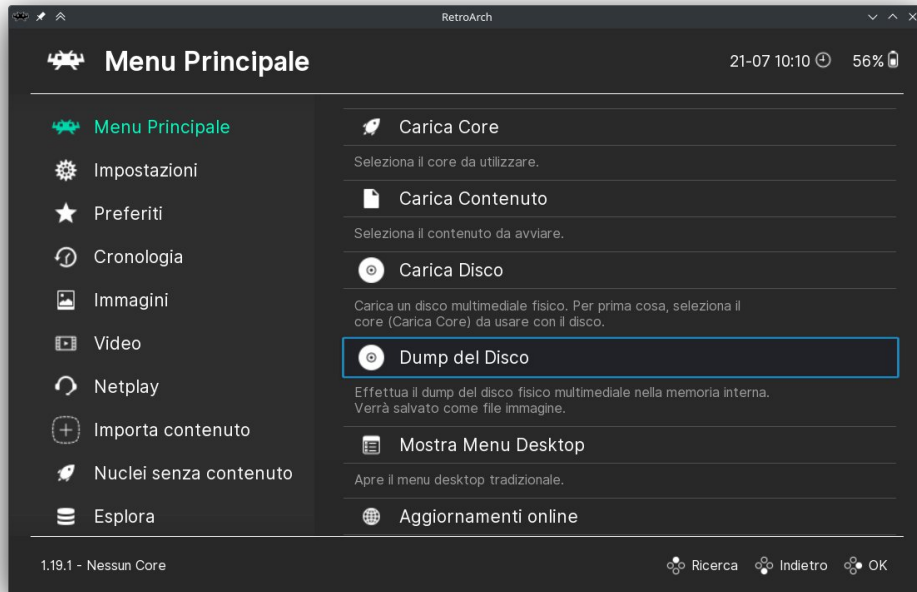 RetroArch
Menu Principale
21-07 10:10
56%
Menu Principale
Impostazioni
Preferiti
Cronologia
Immagini
Video
Netplay
Importa contenuto
Nuclei senza contenuto
Esplora
Carica Core
Seleziona il core da utilizzare.
Carica Contenuto
Seleziona il contenuto da avviare.
Carica Disco
Carica un disco multimediale fisico. Per prima cosa, seleziona il
core (Carica Core) da usare con il disco.
Dump del Disco
Effettua il dump del disco fisico multimediale nella memoria interna.
Verrà salvato come file immagine.
Mostra Menu Desktop
Apre il menu desktop tradizionale.
Aggiornamenti online
1.19.1 - Nessun Core
Ricerca
Indietro
OK